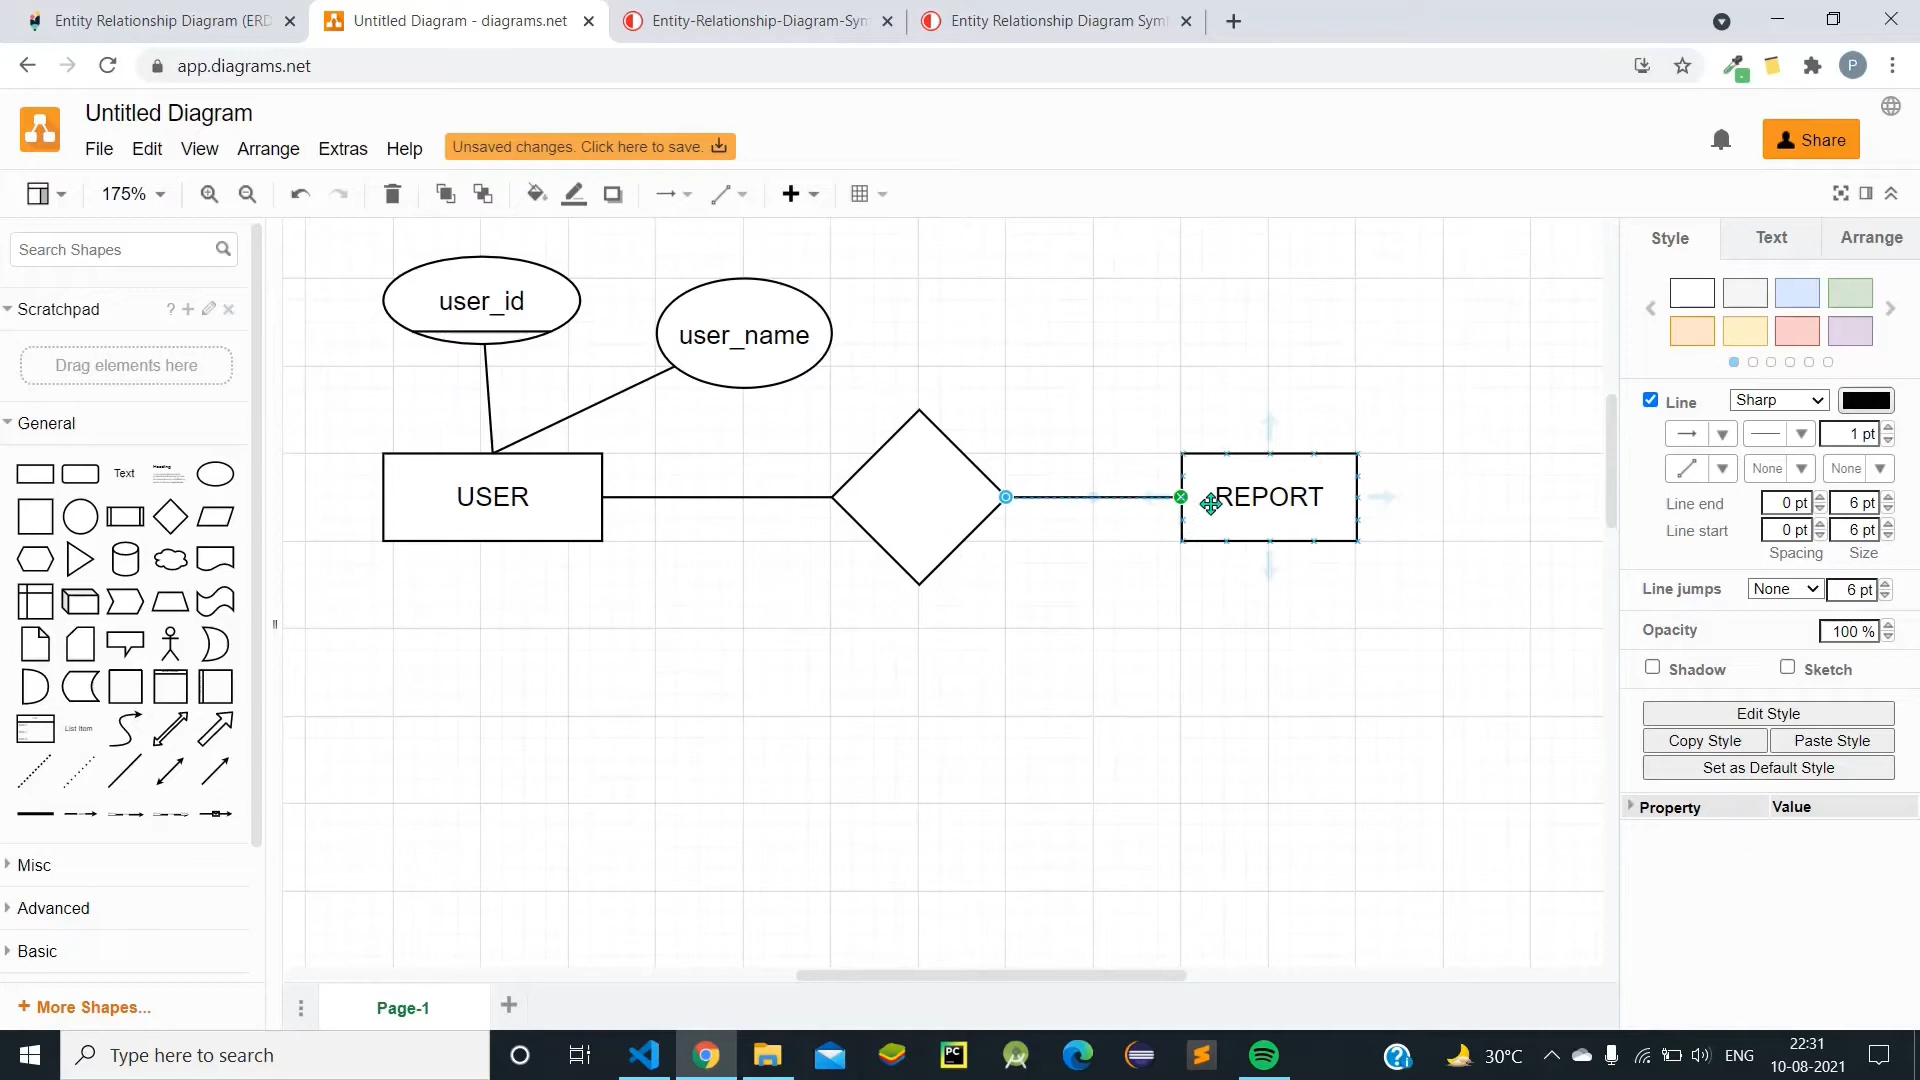 Entity Relationship Diagram (ERD
Untitled Diagram - diagrams.net
Entity-Relationship-Diagram-Sym
Entity Relationship Diagram Sym
app.diagrams.net
P
Untitled Diagram
File Edit View Arrange Extras Help
Unsaved changes. Click here to save.
Share
175%
Search Shapes
Scratchpad
?
Drag elements here
General
Text
Heading
List Item
Misc
Advanced
Basic
+ More Shapes...
user_id
user_name
USER
REPORT
Page-1
Style Text Arrange
Line Sharp
1 pt
None None
Line end 0 pt 6 pt
Line start 0 pt 6 pt
Spacing Size
Line jumps None 6 pt
Opacity 100 %
Shadow Sketch
Edit Style
Copy Style Paste Style
Set as Default Style
Property Value
Type here to search
PC
30°C
ENG
22:31
10-08-2021